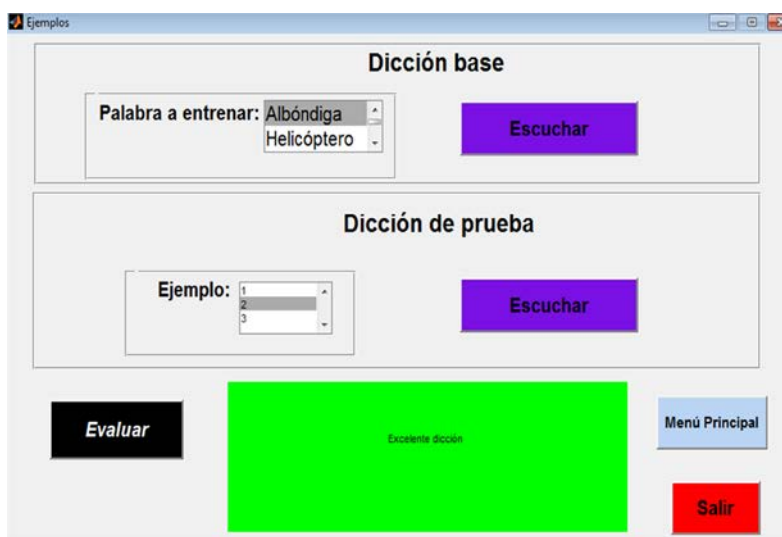 Ejemplos
Dicción base
Palabra a entrenar:
Albóndiga
Helicóptero
Escuchar
Dicción de prueba
Ejemplo:
1
2
3
Escuchar
Evaluar
Excelente dicción
Menú Principal
Salir